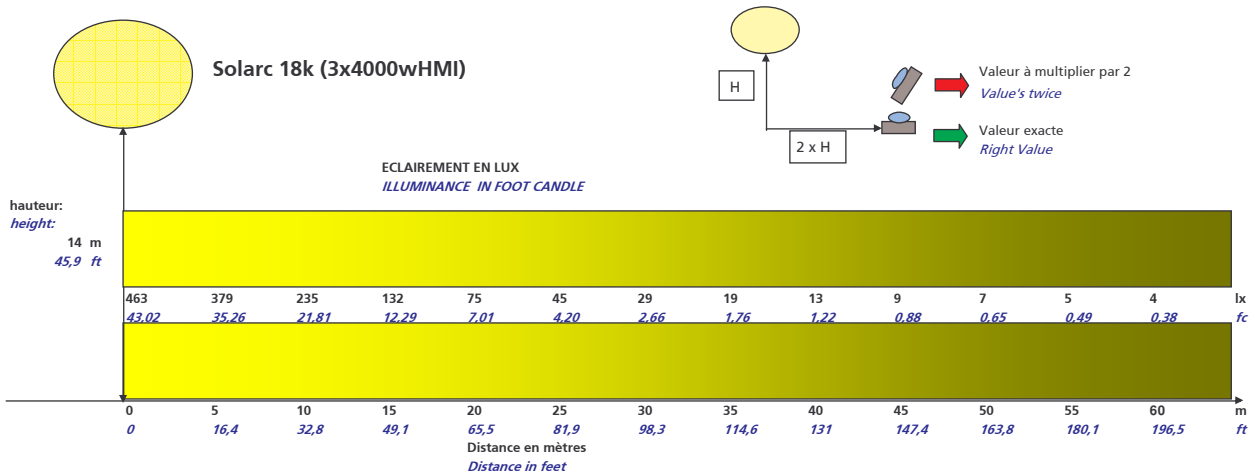 Solarc 18k (3x4000wHMI)
H
2 x H
Valeur à multiplier par 2
Value's twice
Valeur exacte
Right Value
ECLAIREMENT EN LUX
ILLUMINANCE IN FOOT CANDLE
hauteur:
height:
14 m
45,9 ft
463 379 235 132 75 45 29 19 13 9 7 5 4 lx
43,02 35,26 21,81 12,29 7,01 4,20 2,66 1,76 1,22 0,88 0,65 0,49 0,38 fc
0 5 10 15 20 25 30 35 40 45 50 55 60 m
0 16,4 32,8 49,1 65,5 81,9 98,3 114,6 131 147,4 163,8 180,1 196,5 ft
Distance en mètres
Distance in feet